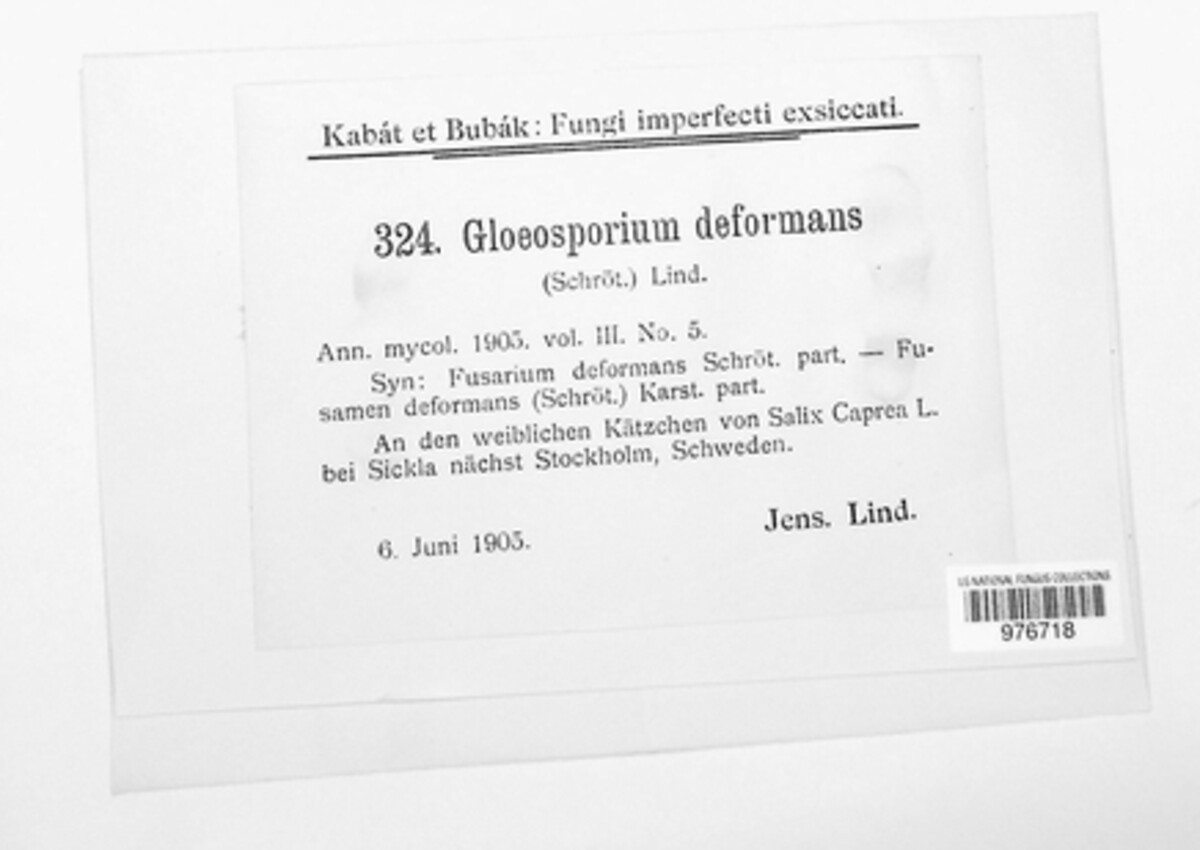 Kabát et Bubák: Fungi imperfecti exsiccati.
324. Gloeosporium deformans
(Schröt.) Lind.
Ann. mycol. 1905. vol. III. No. 5.
Syn: Fusarium deformans Schröt. part. — Fu-
samen deformans (Schröt.) Karst. part.
An den weiblichen Kätzchen von Salix Caprea L.
bei Sickla nächst Stockholm, Schweden.
6. Juni 1905.
Jens. Lind.
US NATIONAL FUNGUS COLLECTIONS
976718